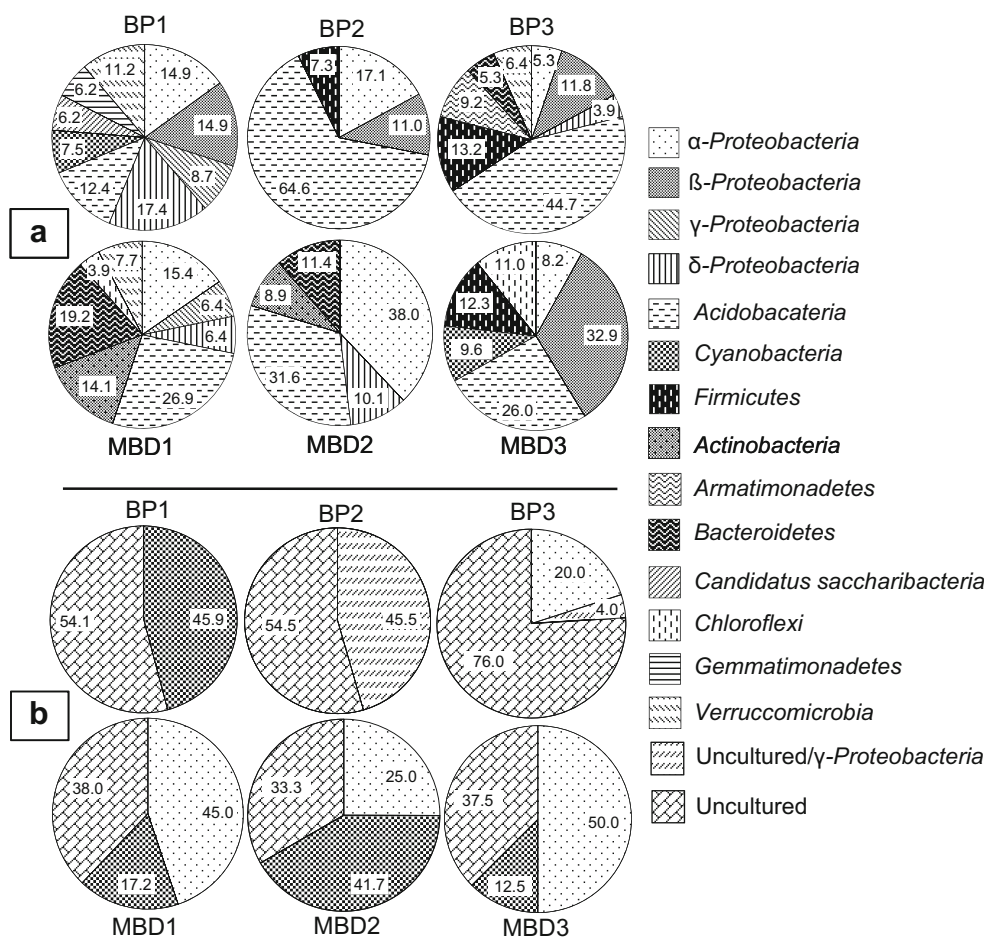 BP1
BP2
BP3
11.2
14.9
14.9
8.7
17.4
12.4
7.5
6.2
6.2
7.3
17.1
11.0
64.6
6.4
5.3
11.8
3.9
44.7
13.2
9.2
5.3
a
7.7
15.4
6.4
6.4
26.9
14.1
19.2
3.9
11.4
38.0
10.1
31.6
8.9
11.0
8.2
32.9
26.0
9.6
12.3
MBD1
MBD2
MBD3
α-Proteobacteria
ß-Proteobacteria
γ-Proteobacteria
δ-Proteobacteria
Acidobacateria
Cyanobacteria
Firmicutes
Actinobacteria
Armatimonadetes
Bacteroidetes
Candidatus saccharibacteria
Chloroflexi
Gemmatimonadetes
Verruccomicrobia
Uncultured/γ-Proteobacteria
Uncultured
BP1
BP2
BP3
54.1
45.9
54.5
45.5
20.0
4.0
76.0
b
38.0
45.0
17.2
33.3
25.0
41.7
37.5
50.0
12.5
MBD1
MBD2
MBD3